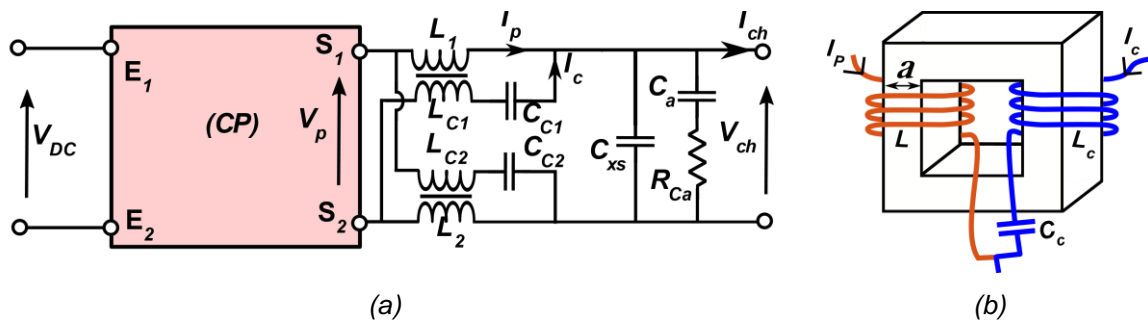 V_DC
E_1
E_2
(CP)
S_1
S_2
V_p
L_1
I_p
I_c
L_C1
C_C1
L_C2
C_C2
L_2
C_xs
C_a
R_Ca
I_ch
V_ch
(a)
(b)
I_P
a
I_c
L
L_c
C_c